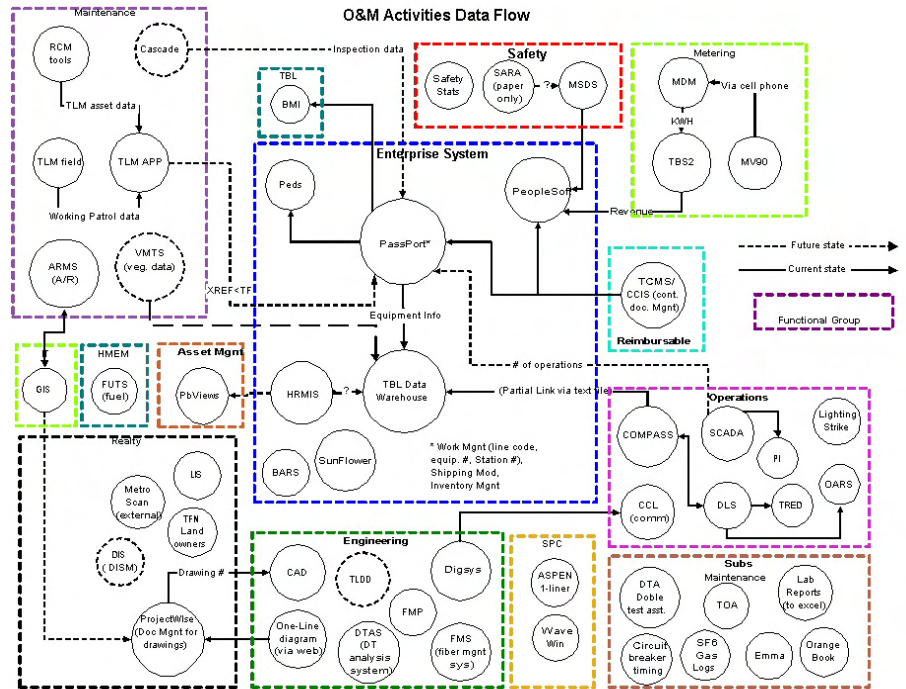 O&M Activities Data Flow
Maintenance
RCM
tools
Cascade
Inspection data
TLM asset data
TLM field
TLM APP
Working Patrol data
ARMS
(A/R)
VMTS
(veg. data)
XREF<TF
TBL
BMI
Safety
Safety
Stats
SARA
(paper
only)
?
MSDS
Metering
MDM
Via cell phone
KWH
TBS2
MV90
Revenue
Enterprise System
Peds
PeopleSoft
PassPort*
Equipment Info
HRMIS
?
TBL Data
Warehouse
BARS
SunFlower
* Work Mgnt (line code,
equip. #, Station #),
Shipping Mod,
Inventory Mgnt
# of operations
(Partial Link via text file)
TCMS/
CCIS (cont.
doc. Mgnt)
Reimbursable
Future state
Current state
Functional Group
GIS
HMEM
FUTS
(fuel)
Asset Mgmt
PbViews
Operations
COMPASS
SCADA
Lighting
Strike
PI
OARS
CCL
(comm)
DLS
TRED
Realty
LIS
Metro
Scan
(external)
TFN
Land
owners
DIS
( DISM)
Drawing #
ProjectWIse
(Doc Mgnt for
drawings)
Engineering
CAD
TLDD
Digsys
FMP
One-Line
diagram
(via web)
DTAS
(DT
analysis
system)
FMS
(fiber mgnt
sys)
SPC
ASPEN
1-liner
Wave
Win
Subs
Maintenance
DTA
Doble
test asst.
TOA
Lab
Reports
(to excel)
Circuit
breaker
timing
SF6
Gas
Logs
Emma
Orange
Book